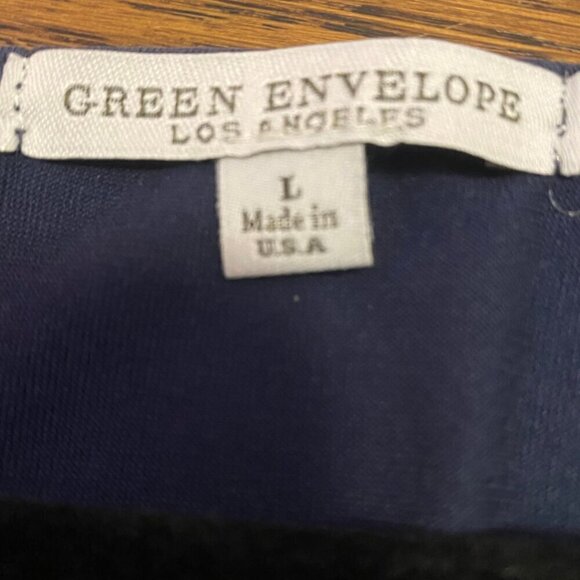 GREEN ENVELOPE
LOS ANGELES
L
Made in
U.S.A